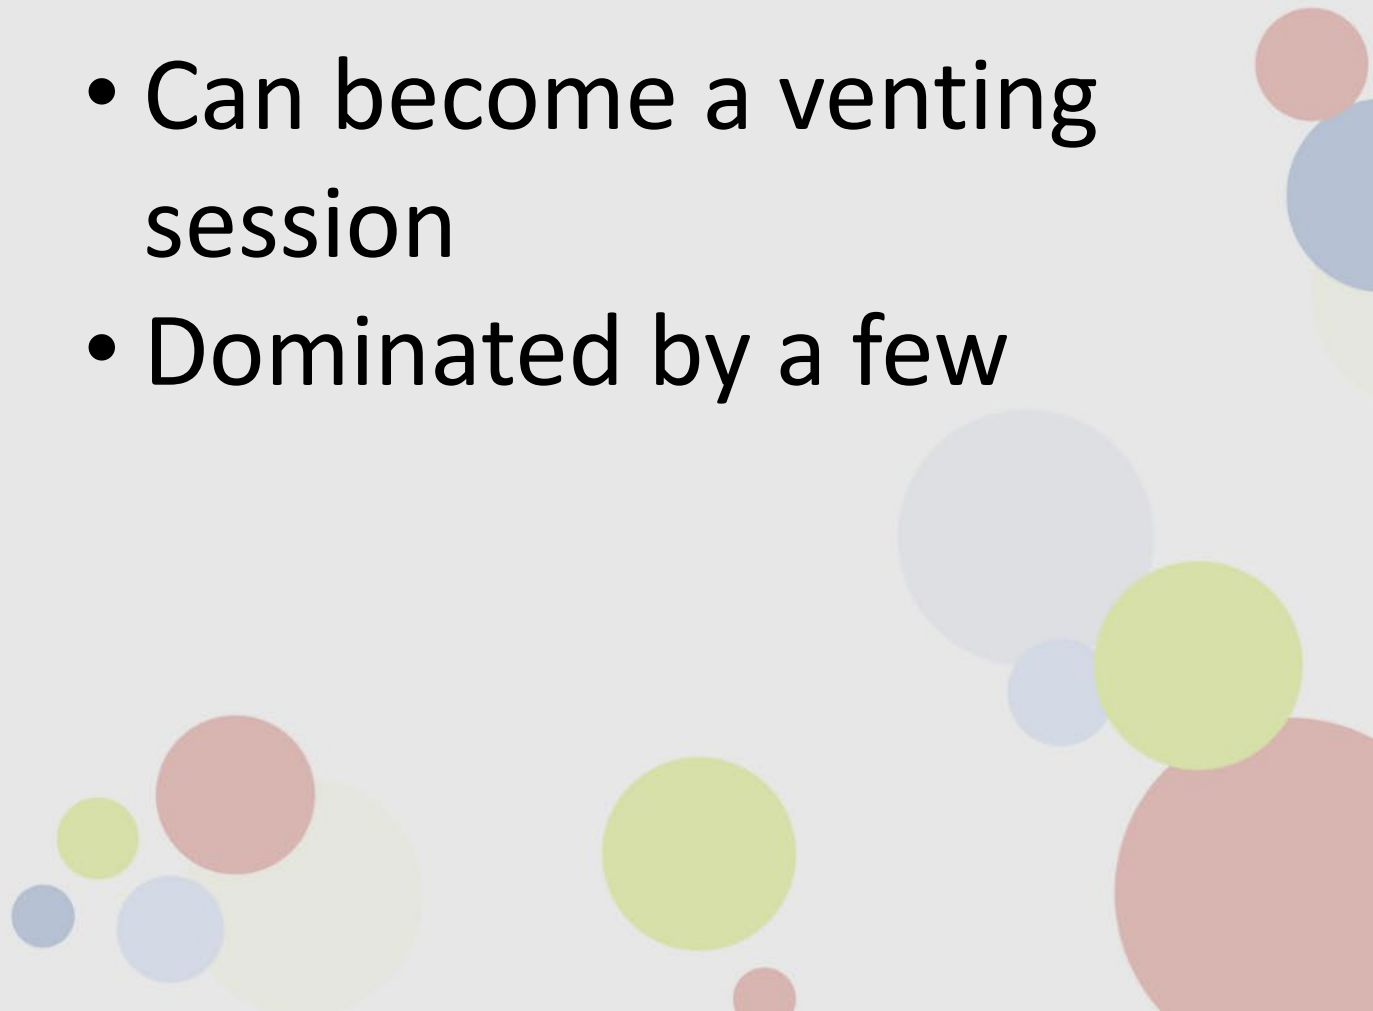 • Can become a venting
session
• Dominated by a few